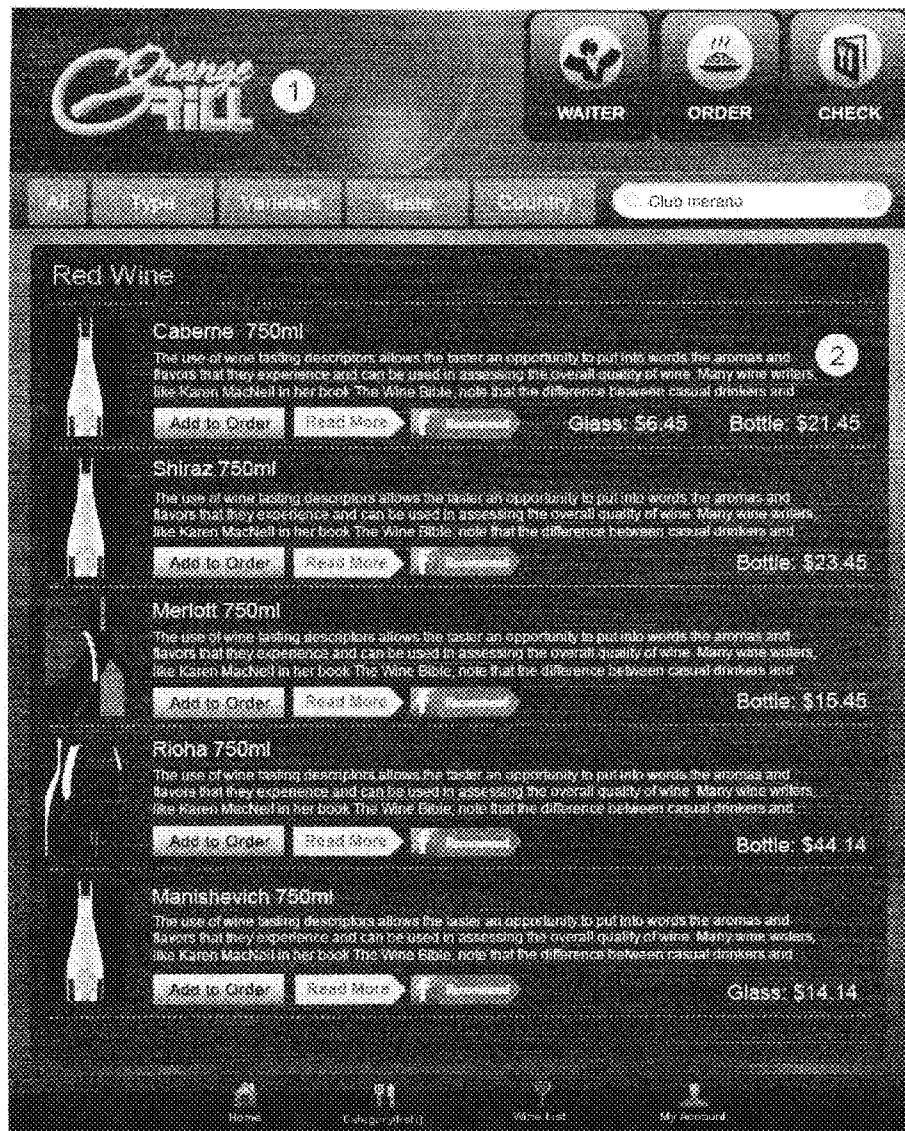 Orange
GRILL
1
WAITER
ORDER
CHECK
All
Type
Varietals
Taste
Country
Club merano
Red Wine
Caberne 750ml
The use of wine tasting descriptors allows the taster an opportunity to put into words the aromas and
flavors that they experience and can be used in assessing the overall quality of wine. Many wine writers,
like Karen MacNeil in her book The Wine Bible, note that the difference between casual drinkers and
2
Add to Order
Read More
f
Glass: $6.45
Bottle: $21.45
Shiraz 750ml
The use of wine tasting descriptors allows the taster an opportunity to put into words the aromas and
flavors that they experience and can be used in assessing the overall quality of wine. Many wine writers,
like Karen MacNeil in her book The Wine Bible, note that the difference between casual drinkers and
Add to Order
Read More
f
Bottle: $23.45
Merlott 750ml
The use of wine tasting descriptors allows the taster an opportunity to put into words the aromas and
flavors that they experience and can be used in assessing the overall quality of wine. Many wine writers,
like Karen MacNeil in her book The Wine Bible, note that the difference between casual drinkers and
Add to Order
Read More
f
Bottle: $15.45
Rioha 750ml
The use of wine tasting descriptors allows the taster an opportunity to put into words the aromas and
flavors that they experience and can be used in assessing the overall quality of wine. Many wine writers,
like Karen MacNeil in her book The Wine Bible, note that the difference between casual drinkers and
Add to Order
Read More
f
Bottle: $44.14
Manishevich 750ml
The use of wine tasting descriptors allows the taster an opportunity to put into words the aromas and
flavors that they experience and can be used in assessing the overall quality of wine. Many wine writers,
like Karen MacNeil in her book The Wine Bible, note that the difference between casual drinkers and
Add to Order
Read More
f
Glass: $14.14
Home
Wine List
My Account